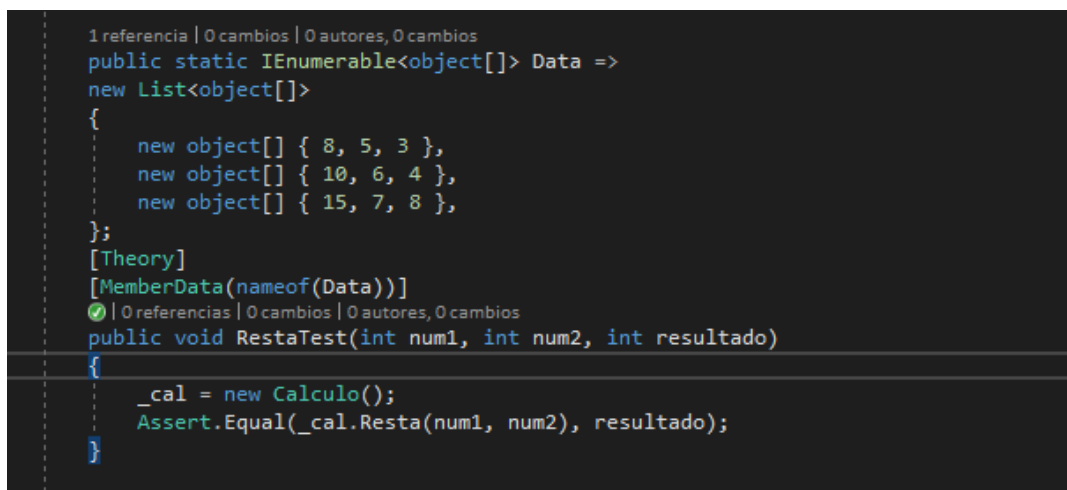 1 referencia | 0 cambios | 0 autores, 0 cambios
public static IEnumerable<object[]> Data =>
new List<object[]>
{
    new object[] { 8, 5, 3 },
    new object[] { 10, 6, 4 },
    new object[] { 15, 7, 8 },
};
[Theory]
[MemberData(nameof(Data))]
| 0 referencias | 0 cambios | 0 autores, 0 cambios
public void RestaTest(int num1, int num2, int resultado)
{
    _cal = new Calculo();
    Assert.Equal(_cal.Resta(num1, num2), resultado);
}